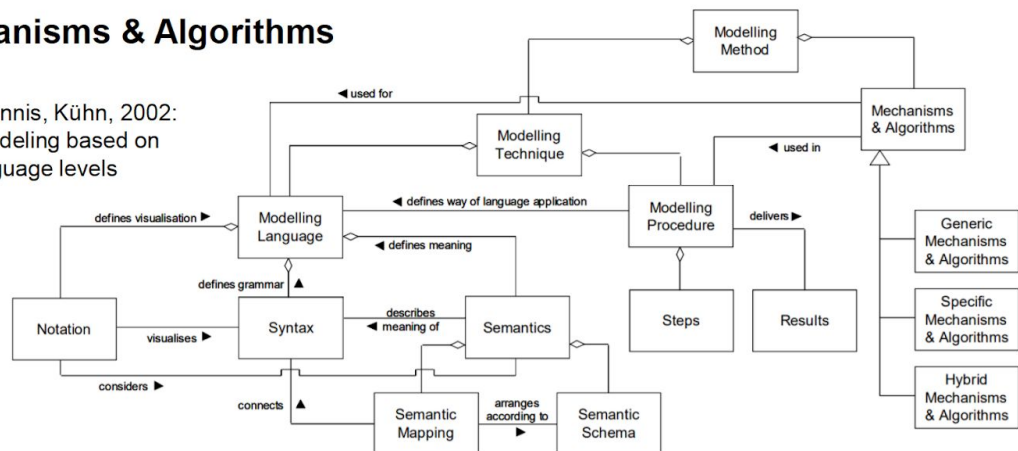 anisms & Algorithms
nnis, Kühn, 2002:
deling based on
guage levels
Modelling
Method
◄ used for
Mechanisms
& Algorithms
Modelling
Technique
◄ used in
defines visualisation ►
Modelling
Language
◄ defines way of language application
Modelling
Procedure
delivers ►
◄ defines meaning
Generic
Mechanisms
& Algorithms
defines grammar ▲
Notation
visualises ►
Syntax
describes
◄ meaning of
Semantics
Steps
Results
Specific
Mechanisms
& Algorithms
considers ►
connects ▲
Semantic
Mapping
arranges
according to
►
Semantic
Schema
Hybrid
Mechanisms
& Algorithms